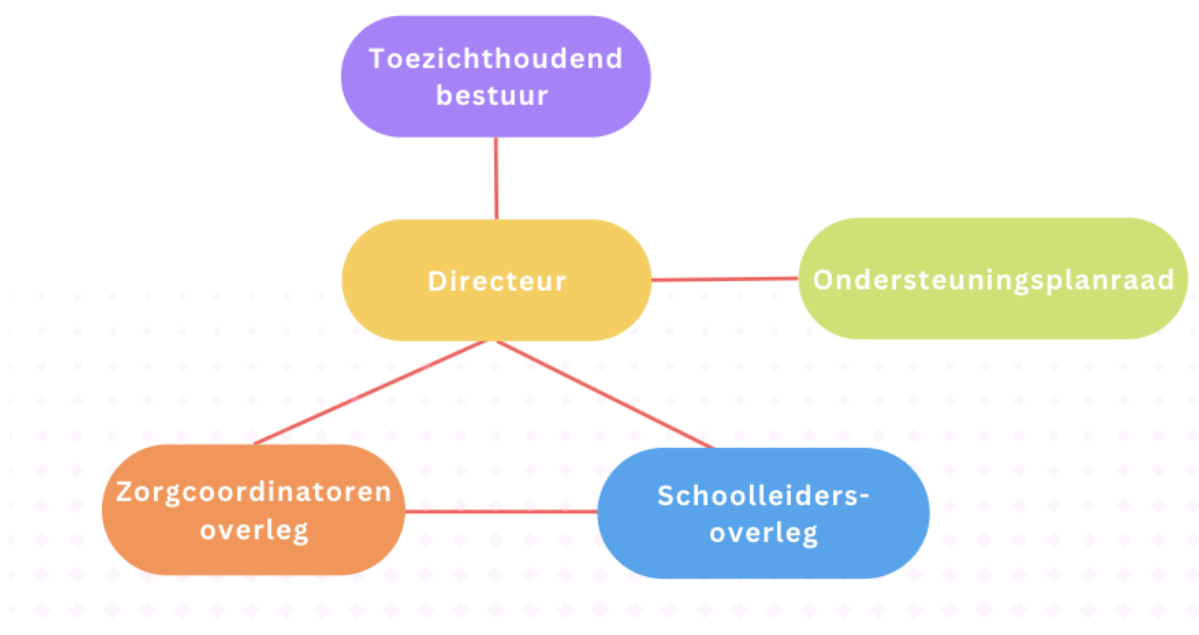 Toezichthoudend
bestuur
Directeur
Ondersteuningsplanraad
Zorgcoordinatoren
overleg
Schoolleiders-
overleg